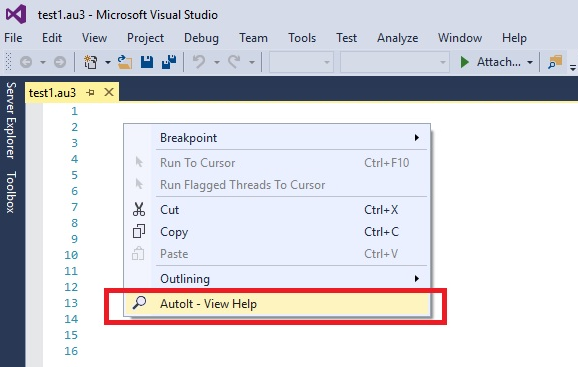 test1.au3 - Microsoft Visual Studio
File Edit View Project Debug Team Tools Test Analyze Window Help
Attach...
test1.au3
Server Explorer
Toolbox
1
2
3
4
5
6
7
8
9
10
11
12
13
14
15
16
Breakpoint
Run To Cursor Ctrl+F10
Run Flagged Threads To Cursor
Cut Ctrl+X
Copy Ctrl+C
Paste Ctrl+V
Outlining
AutoIt - View Help